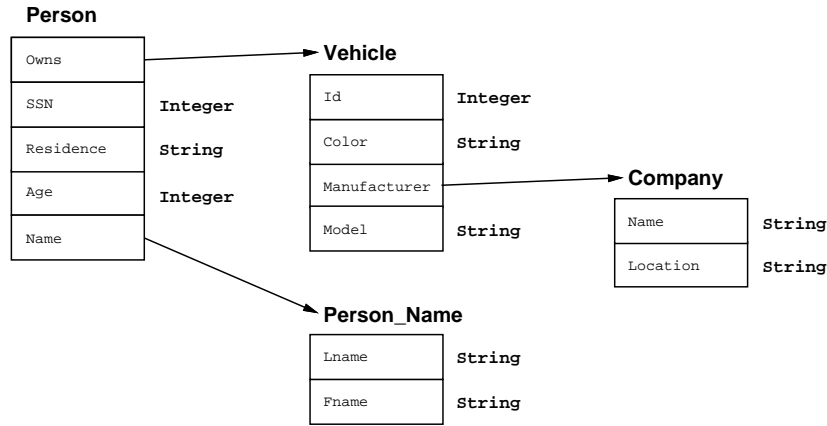 Person
Owns
SSN Integer
Residence String
Age Integer
Name
Vehicle
Id Integer
Color String
Manufacturer
Model String
Company
Name String
Location String
Person_Name
Lname String
Fname String